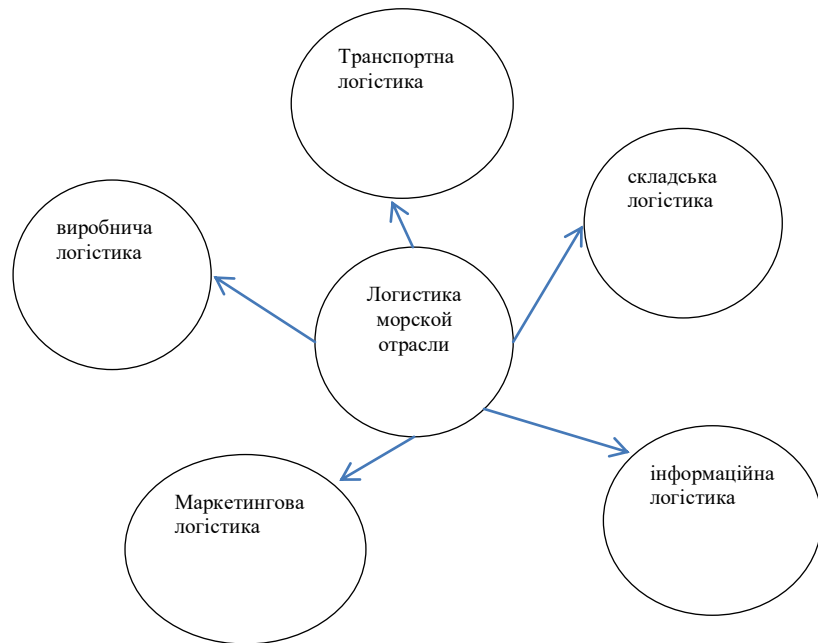 Транспортна
логістика
складська
логістика
виробнича
логістика
Логистика
морской
отрасли
Маркетингова
логістика
інформаційна
логістика